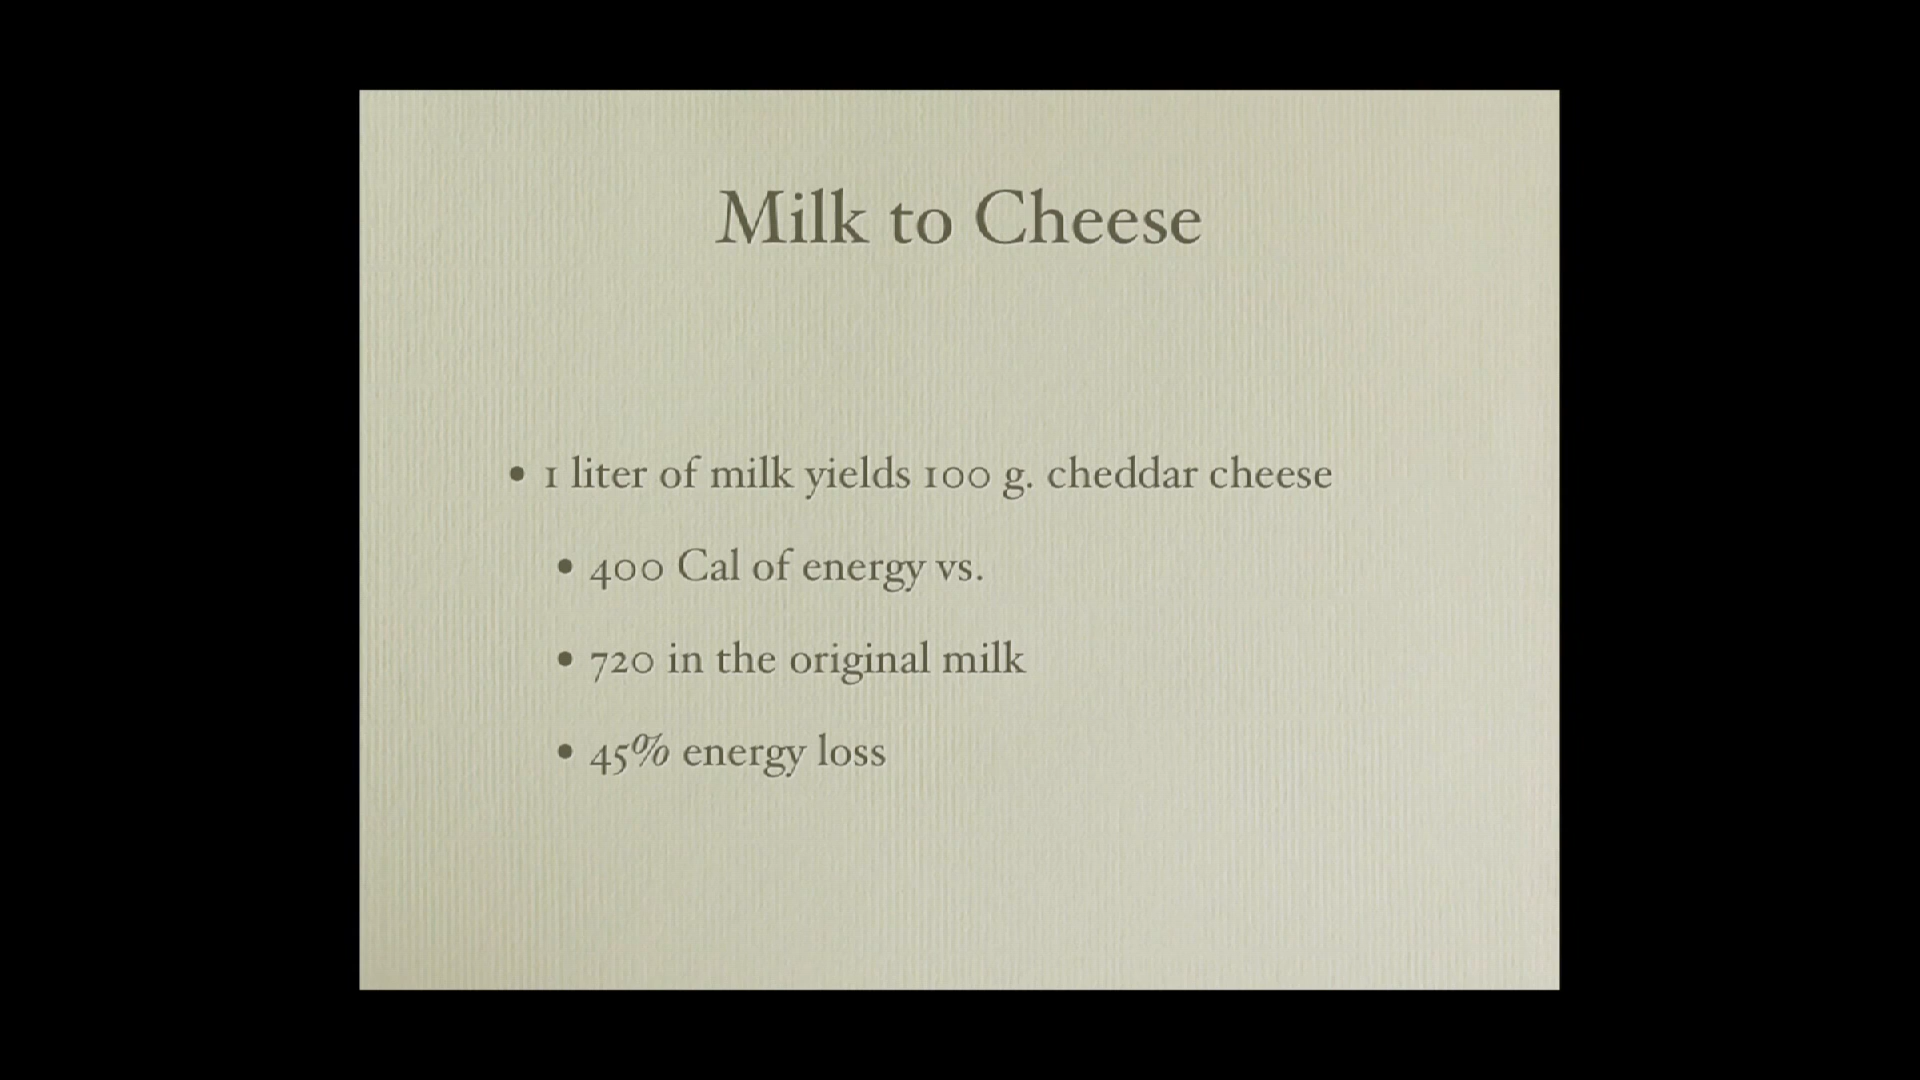 Milk to Cheese
• 1 liter of milk yields 100 g. cheddar cheese
• 400 Cal of energy vs.
• 720 in the original milk
• 45% energy loss